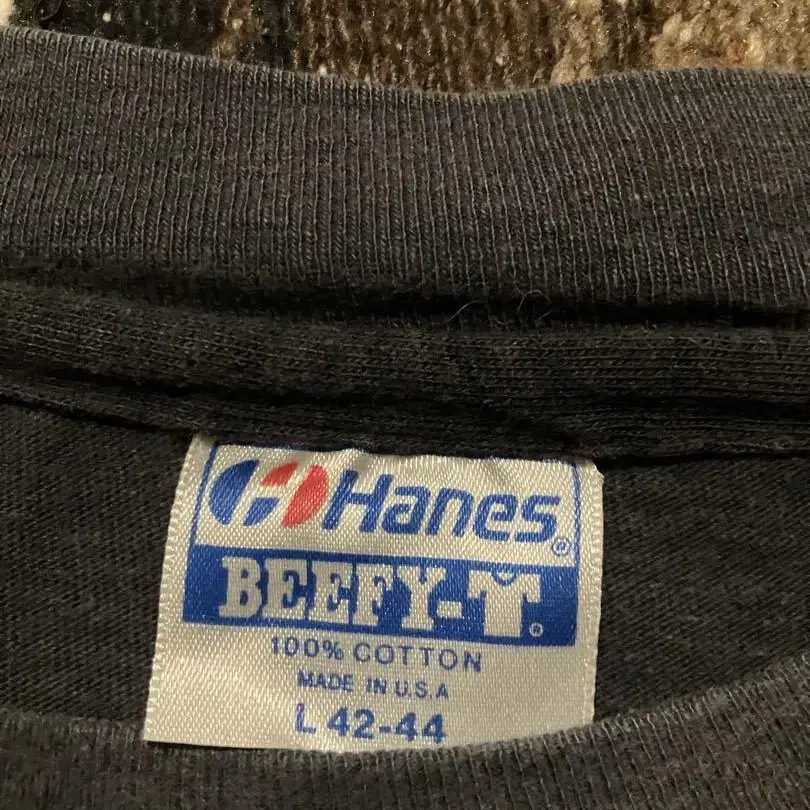 Hanes®
BEEFY-T®
100% COTTON
MADE IN U.S.A
L 42-44